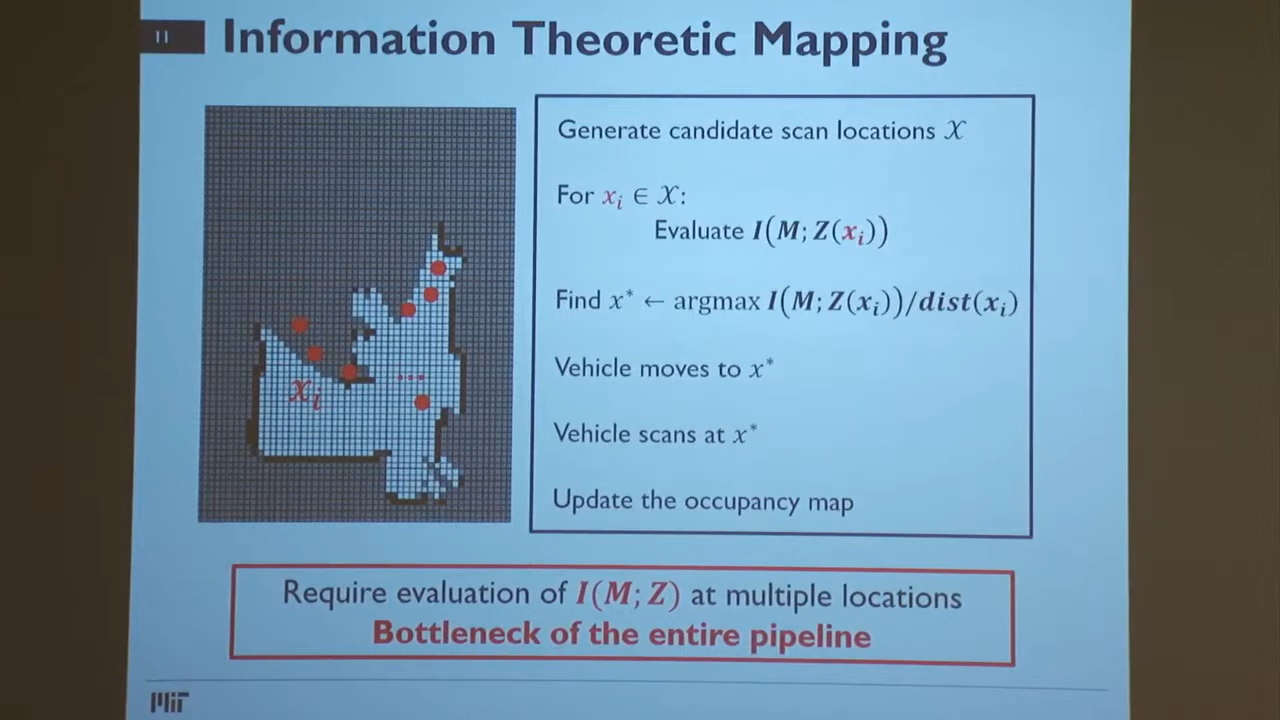 11
Information Theoretic Mapping
Generate candidate scan locations 𝒳
For xᵢ ∈ 𝒳:
Evaluate I(M; Z(xᵢ))
Find x* ← argmax I(M; Z(xᵢ))/dist(xᵢ)
Vehicle moves to x*
Vehicle scans at x*
Update the occupancy map
xᵢ
...
Require evaluation of I(M; Z) at multiple locations
Bottleneck of the entire pipeline
MIT